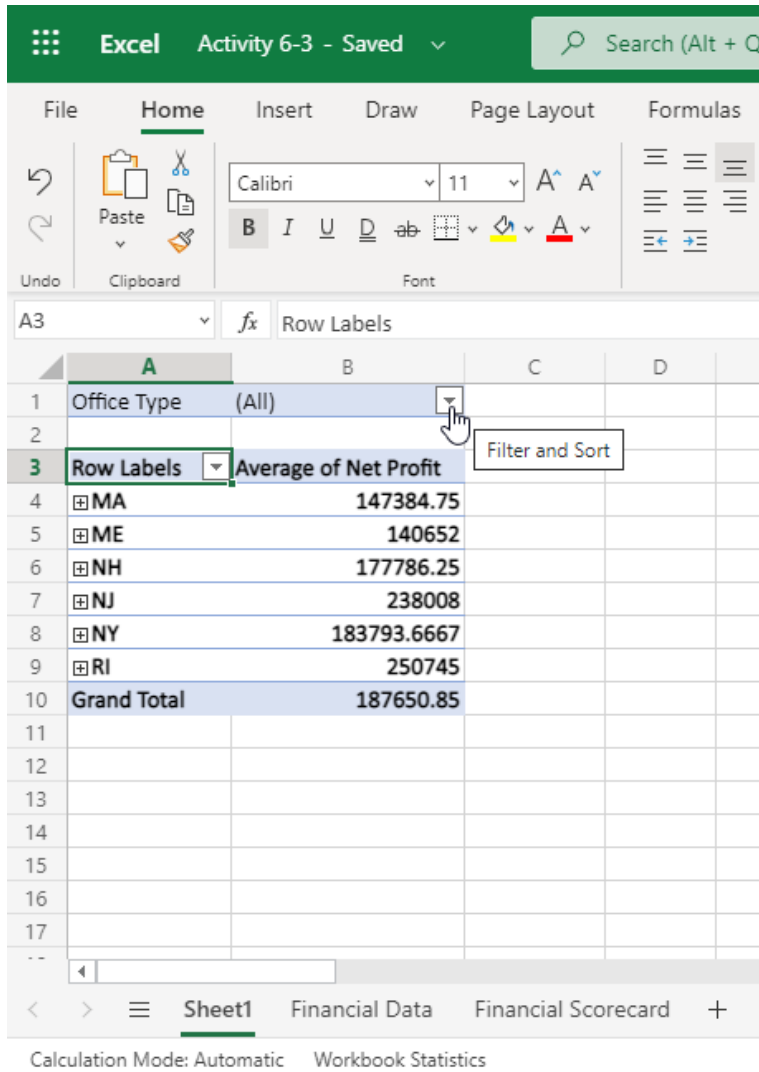 Excel Activity 6-3 - Saved Search (Alt + Q
File Home Insert Draw Page Layout Formulas
Paste
Calibri 11 A A
B I U D ab A
Undo Clipboard Font
A3 fx Row Labels
A B C D
1 Office Type (All)
2
Filter and Sort
3 Row Labels Average of Net Profit
4 MA 147384.75
5 ME 140652
6 NH 177786.25
7 NJ 238008
8 NY 183793.6667
9 RI 250745
10 Grand Total 187650.85
11
12
13
14
15
16
17
Sheet1 Financial Data Financial Scorecard +
Calculation Mode: Automatic Workbook Statistics